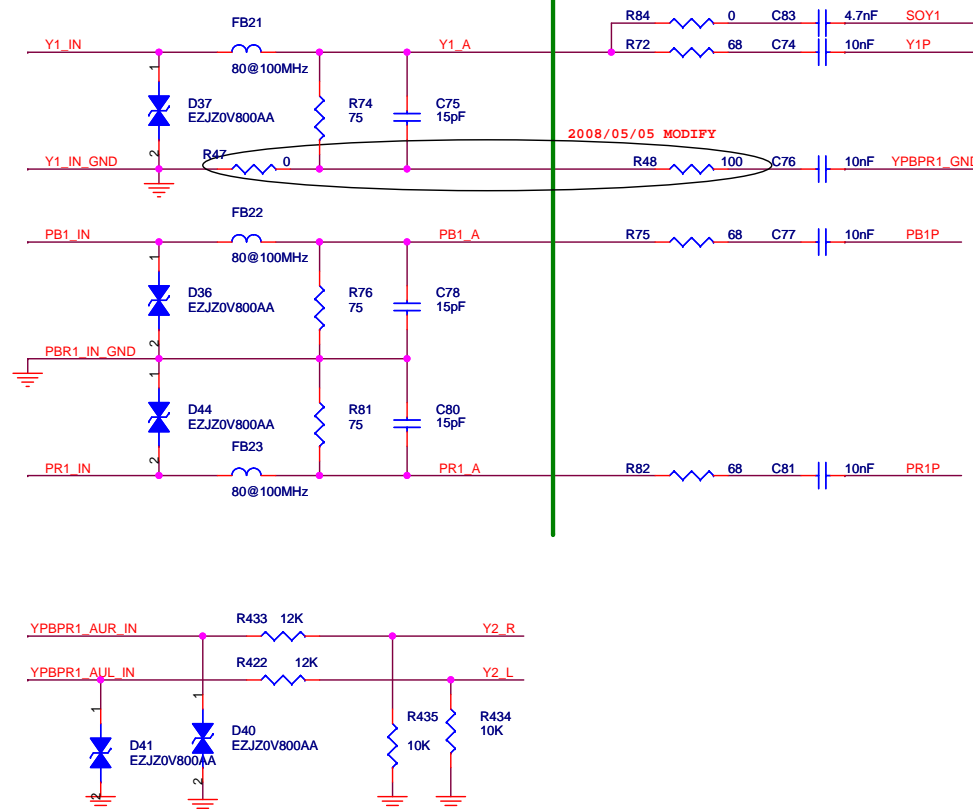 FB21 R84 0 C83 4.7nF SOY1
Y1_IN Y1_A R72 68 C74 10nF Y1P
80@100MHz
1
D37 R74 C75
EZJZ0V800AA 75 15pF
2008/05/05 MODIFY
2
Y1_IN_GND R47 0 R48 100 C76 10nF YPBPR1_GND
FB22
PB1_IN PB1_A R75 68 C77 10nF PB1P
80@100MHz
1
D36 R76 C78
EZJZ0V800AA 75 15pF
2
PBR1_IN_GND
1
D44 R81 C80
EZJZ0V800AA 75 15pF
FB23
2
PR1_IN PR1_A R82 68 C81 10nF PR1P
80@100MHz
R433 12K
YPBPR1_AUR_IN Y2_R
R422 12K
YPBPR1_AUL_IN Y2_L
1 1
R435 R434
D40 10K
D41 EZJZ0V800AA 10K
EZJZ0V800AA
2 2